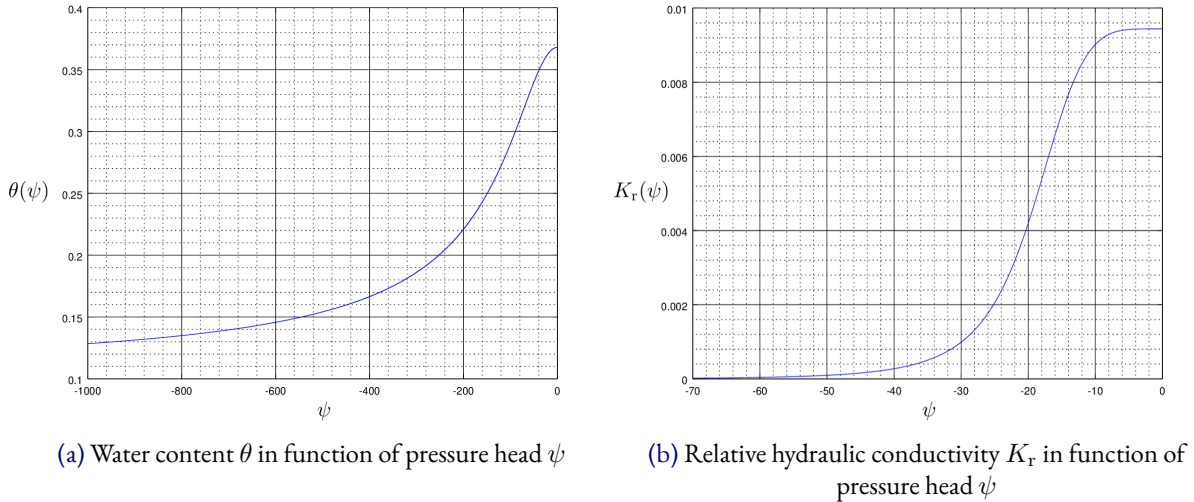 0.4
0.35
0.3
0.25
0.2
0.15
0.1
θ(ψ)
-1000 -800 -600 -400 -200 0
ψ
(a) Water content θ in function of pressure head ψ
0.01
0.008
0.006
0.004
0.002
0
Kr(ψ)
-70 -60 -50 -40 -30 -20 -10 0
ψ
(b) Relative hydraulic conductivity Kr in function of
pressure head ψ